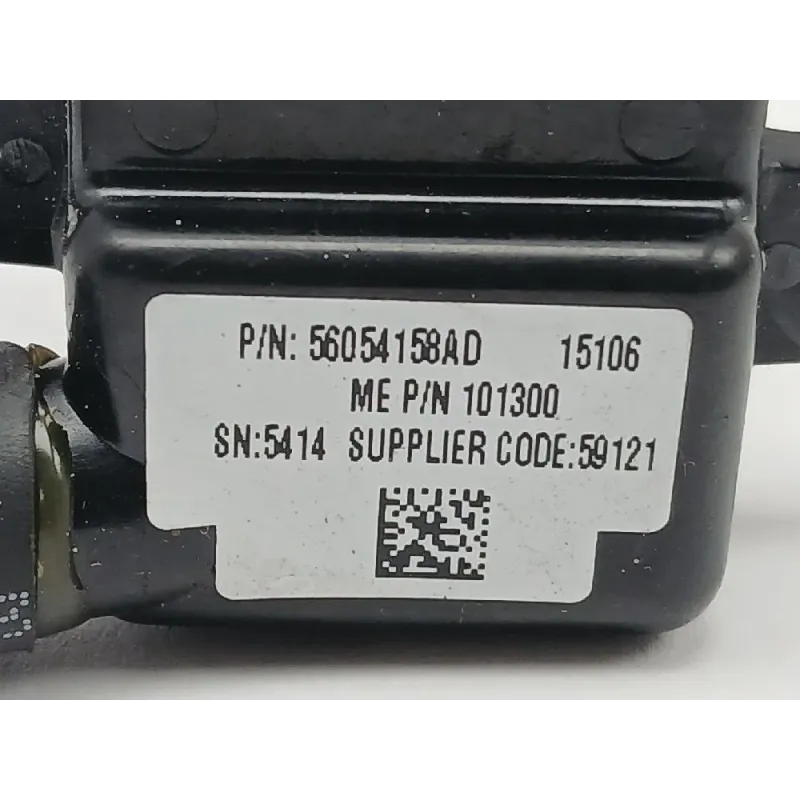 P/N: 56054158AD 15106
ME P/N 101300
SN:5414 SUPPLIER CODE:59121